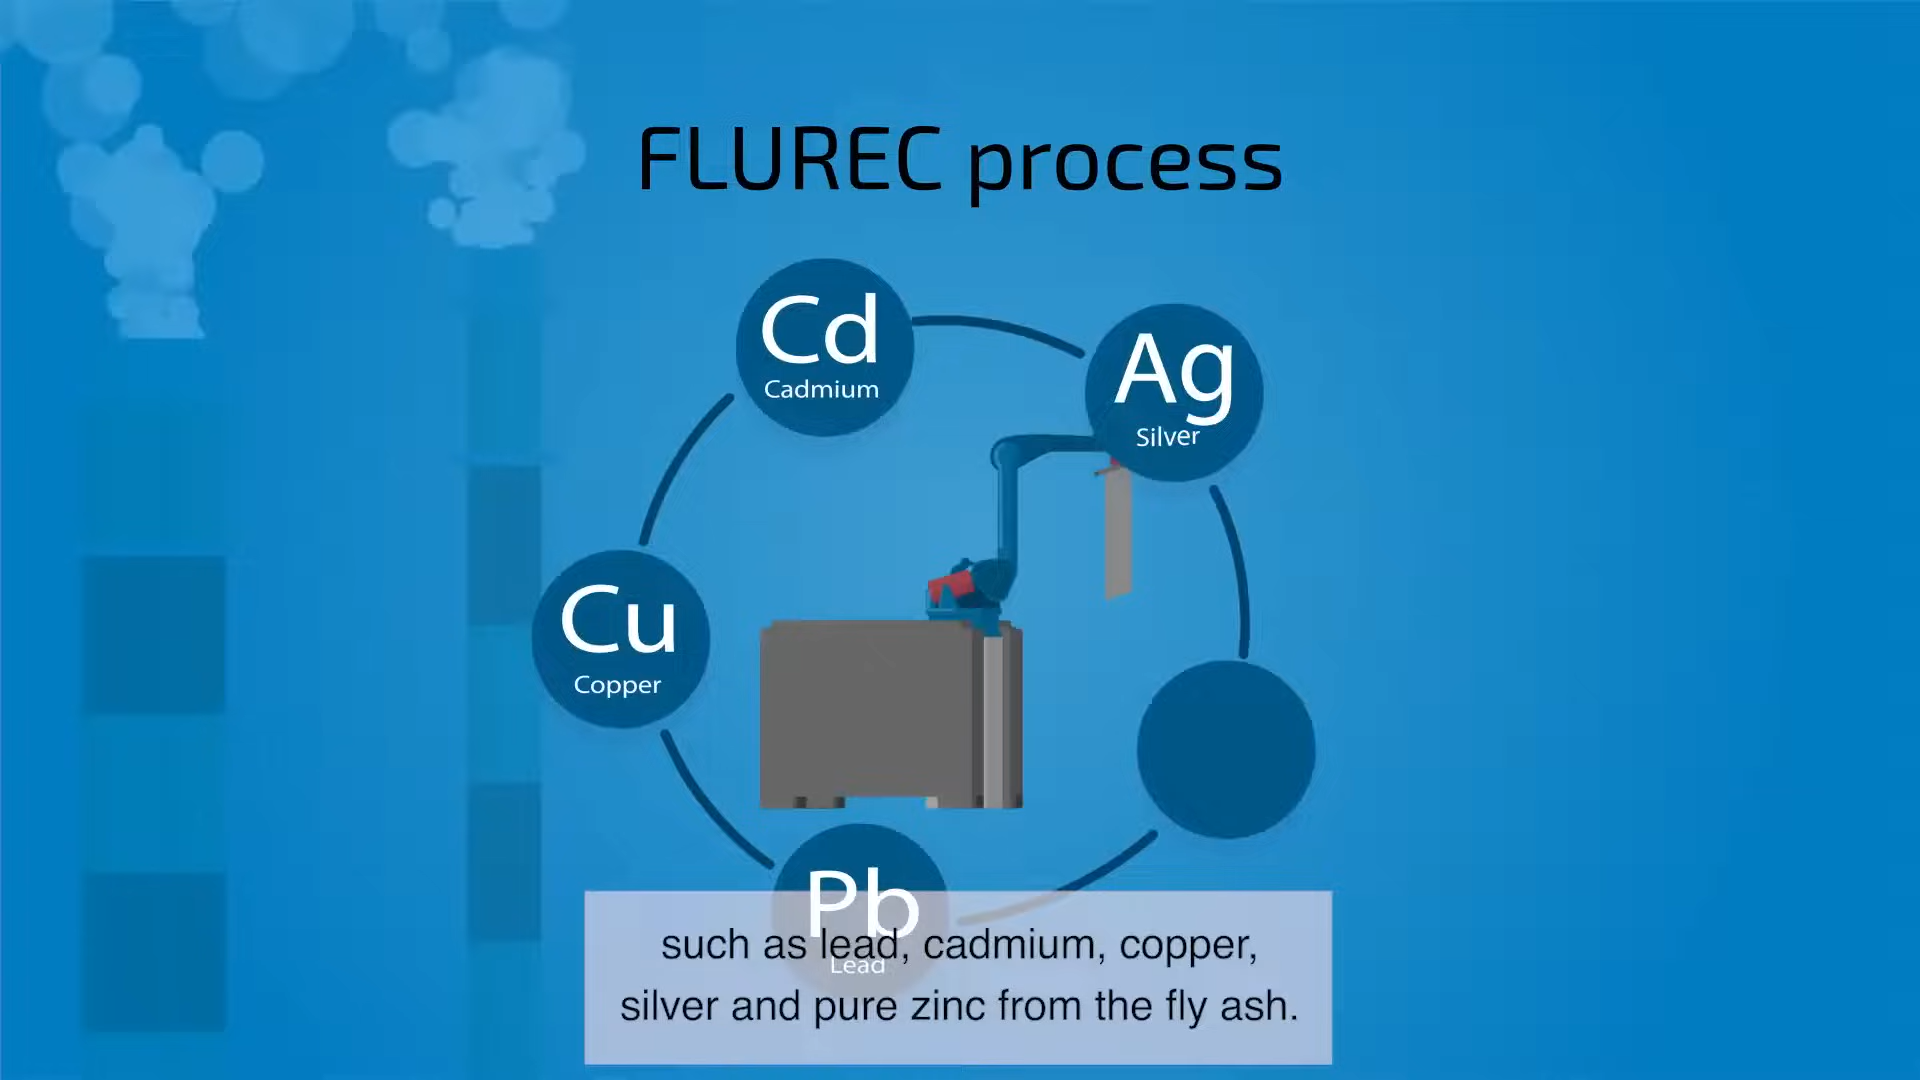 FLUREC process
Cd
Cadmium
Ag
Silver
Cu
Copper
Pb
Lead
such as lead, cadmium, copper,
silver and pure zinc from the fly ash.